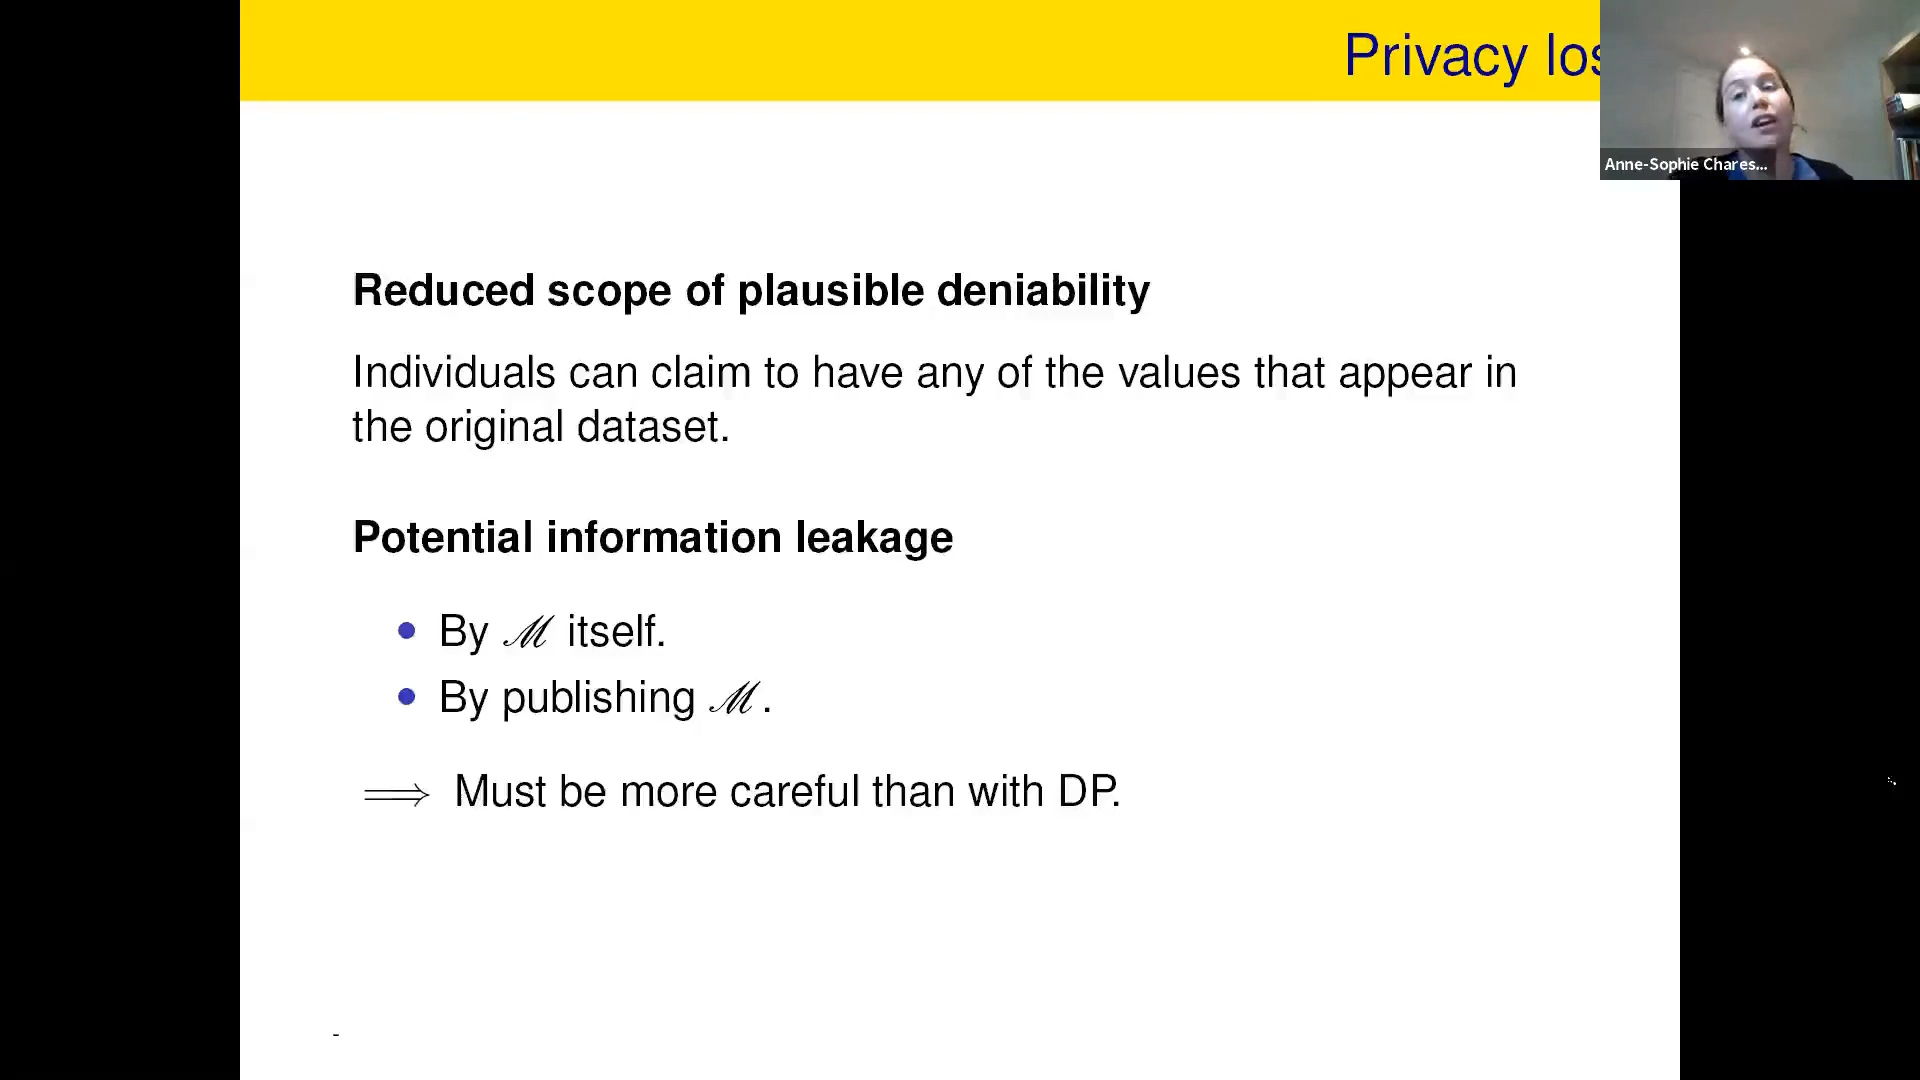 Privacy los
Anne-Sophie Chares...
Reduced scope of plausible deniability
Individuals can claim to have any of the values that appear in
the original dataset.
Potential information leakage
• By ℳ itself.
• By publishing ℳ.
⟹ Must be more careful than with DP.
-